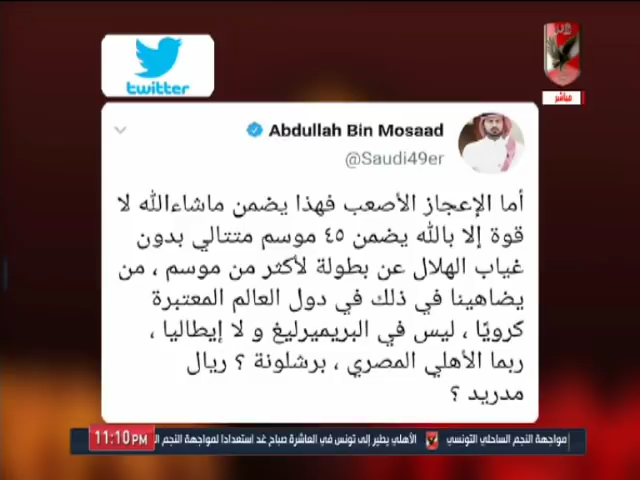 twitter
مباشر
Abdullah Bin Mosaad
@Saudi49er
أما الإعجاز الأصعب فهذا يضمن ماشاءالله لا
قوة إلا بالله يضمن ٤٥ موسم متتالي بدون
غياب الهلال عن بطولة لأكثر من موسم ، من
يضاهينا في ذلك في دول العالم المعتبرة
كرويًا ، ليس في البريميرليغ و لا إيطاليا ،
ربما الأهلي المصري ، برشلونة ؟ ريال
مدريد ؟
مواجهة النجم الساحلي التونسي الأهلي يطير إلى تونس في العاشرة صباح غد استعدادا لمواجهة النجم ال
11:10 PM